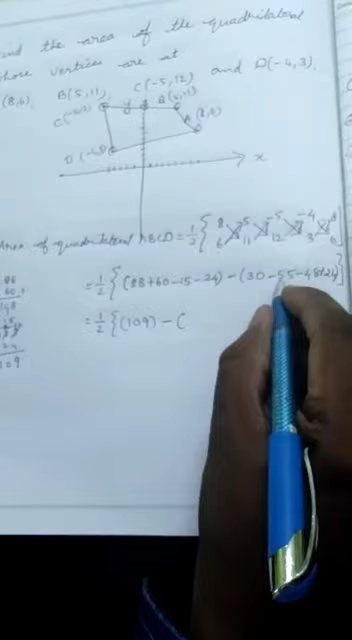 ind the area of the quadrilateral
hose vertices are at
(8,6), B(5,11), C(-5,12) and D(-4,3).
C(-5,12) y B(5,11)
A(8,6)
D(-4,3)
x
Area of quadrilateral ABCD = 1/2 { 8 5 -5 -4 8
6 11 12 3 6 }
= 1/2 { (88+60-15-24) - (30-55-48+24) }
= 1/2 { (109) - (
88
60
148
15
24
109